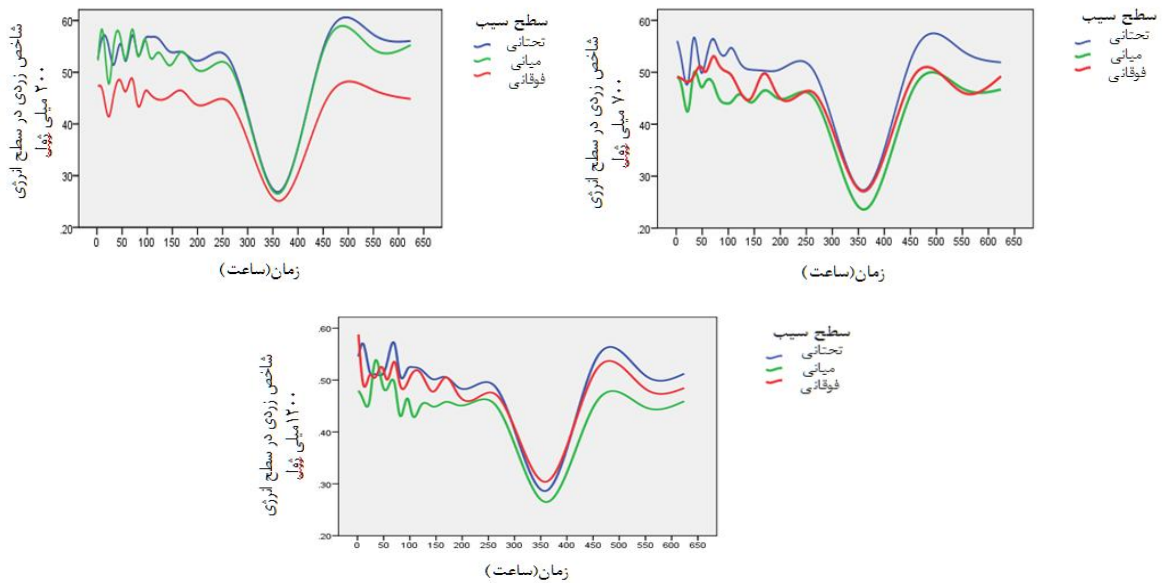 شاخص زردی در سطح انرژی
۲۰۰ میلی ژول
60
50
40
30
.20
0 50 100 150 200 250 300 350 400 450 500 550 600 650
زمان(ساعت)
سطح سیب
تحتانی
میانی
فوقانی
شاخص زردی در سطح انرژی
۷۰۰ میلی ژول
60
50
40
30
.20
0 50 100 150 200 250 300 350 400 450 500 550 600 650
زمان(ساعت)
سطح سیب
تحتانی
میانی
فوقانی
شاخص زردی در سطح انرژی
۱۲۰۰میلی ژول
.60
.50
.40
.30
.20
0 50 100 150 200 250 300 350 400 450 500 550 600 650
زمان(ساعت)
سطح سیب
تحتانی
میانی
فوقانی